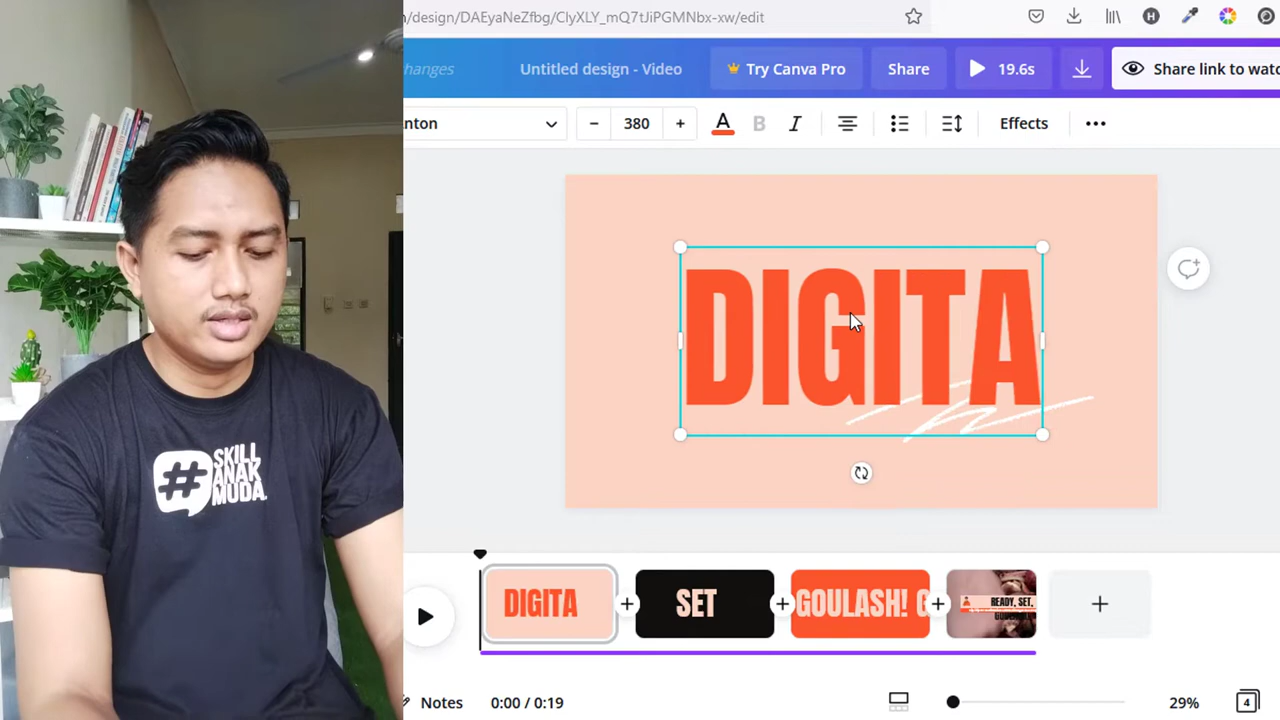 /design/DAEyaNeZfbg/ClyXLY_mQ7tJiPGMNbx-xw/edit
H
hanges
Untitled design - Video
Try Canva Pro
Share
19.6s
Share link to watc
nton
380
A
B
I
Effects
DIGITA
# SKILL
ANAK
MUDA.
DIGITA
SET
GOULASH! G
READY, SET,
GOULASH!
Notes
0:00 / 0:19
29%
4